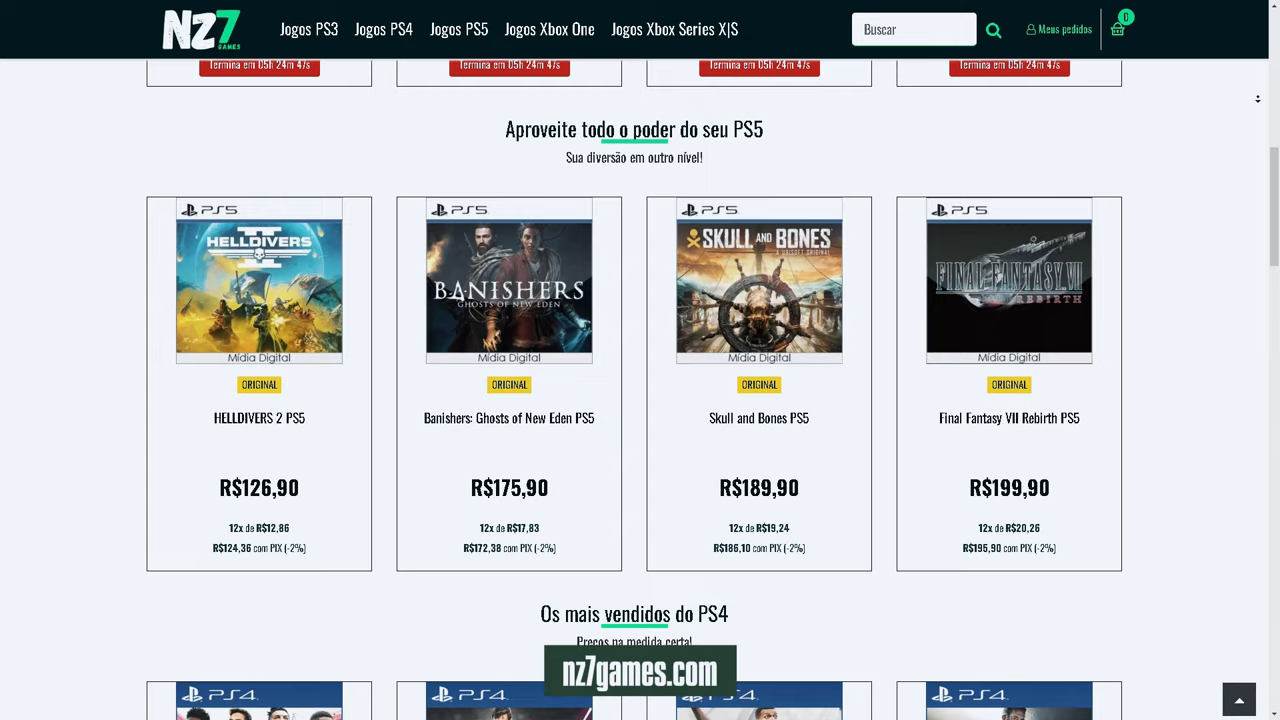 NZ7 GAMES
Jogos PS3 Jogos PS4 Jogos PS5 Jogos Xbox One Jogos Xbox Series X|S
Buscar
Meus pedidos
0
Termina em 05h 24m 47s
Termina em 05h 24m 47s
Termina em 05h 24m 47s
Termina em 05h 24m 47s
Aproveite todo o poder do seu PS5
Sua diversão em outro nível!
PS5
HELLDIVERS
II
Mídia Digital
ORIGINAL
HELLDIVERS 2 PS5
R$126,90
12x de R$12,86
R$124,36 com PIX (-2%)
PS5
BANISHERS
GHOSTS OF NEW EDEN
Mídia Digital
ORIGINAL
Banishers: Ghosts of New Eden PS5
R$175,90
12x de R$17,83
R$172,38 com PIX (-2%)
PS5
SKULL AND BONES
A UBISOFT ORIGINAL
Mídia Digital
ORIGINAL
Skull and Bones PS5
R$189,90
12x de R$19,24
R$186,10 com PIX (-2%)
PS5
FINAL FANTASY VII
REBIRTH
Mídia Digital
ORIGINAL
Final Fantasy VII Rebirth PS5
R$199,90
12x de R$20,26
R$195,90 com PIX (-2%)
Os mais vendidos do PS4
Preços na medida certa!
nz7games.com
PS4
PS4
PS4
PS4